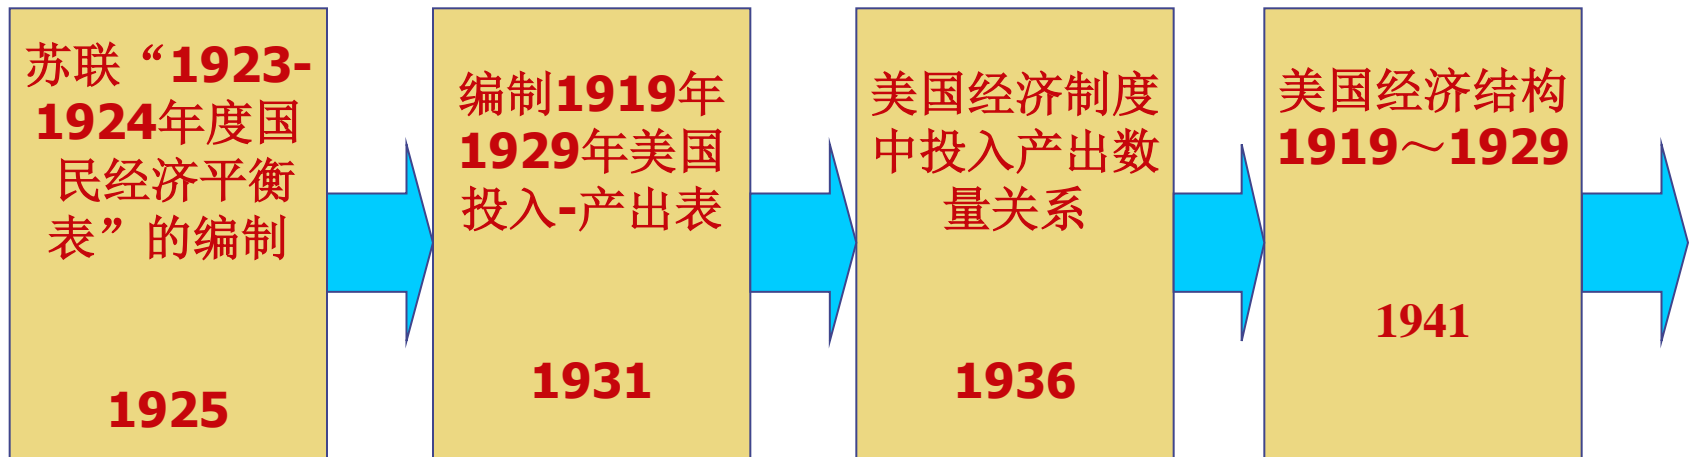 苏联“1923-
1924年度国
民经济平衡
表”的编制
1925
编制1919年
1929年美国
投入-产出表
1931
美国经济制度
中投入产出数
量关系
1936
美国经济结构
1919～1929
1941